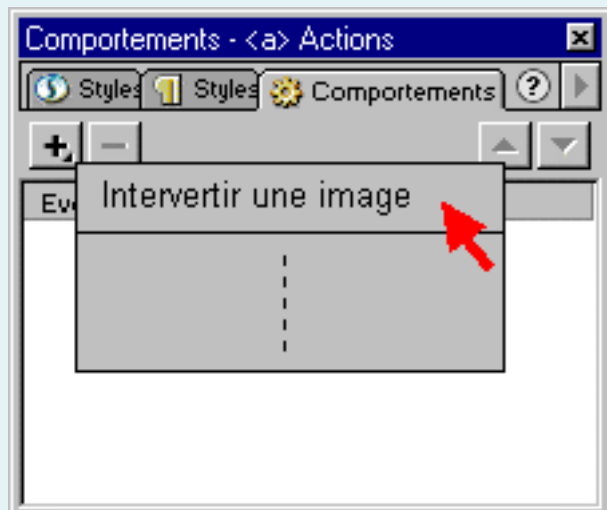 Comportements - <a> Actions
Styles Styles Comportements ?
Intervertir une image